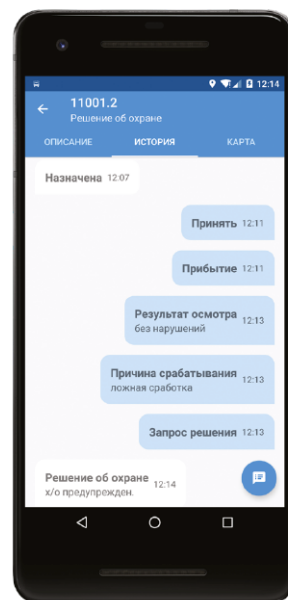 12:14
11001.2
Решение об охране
ОПИСАНИЕ ИСТОРИЯ КАРТА
Назначена 12:07
Принять 12:11
Прибытие 12:11
Результат осмотра 12:13
без нарушений
Причина срабатывания 12:13
ложная сработка
Запрос решения 12:13
Решение об охране 12:14
х/о предупрежден.